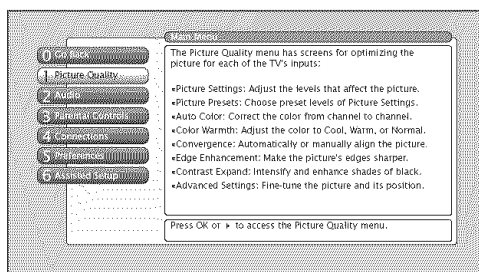 Main Menu
0 Go Back
1 Picture Quality
2 Audio
3 Parental Controls
4 Connections
5 Preferences
6 Assisted Setup
The Picture Quality menu has screens for optimizing the
picture for each of the TV's inputs:
▪Picture Settings: Adjust the levels that affect the picture.
▪Picture Presets: Choose preset levels of Picture Settings.
▪Auto Color: Correct the color from channel to channel.
▪Color Warmth: Adjust the color to Cool, Warm, or Normal.
▪Convergence: Automatically or manually align the picture.
▪Edge Enhancement: Make the picture's edges sharper.
▪Contrast Expand: Intensify and enhance shades of black.
▪Advanced Settings: Fine-tune the picture and its position.
Press OK or ▸ to access the Picture Quality menu.